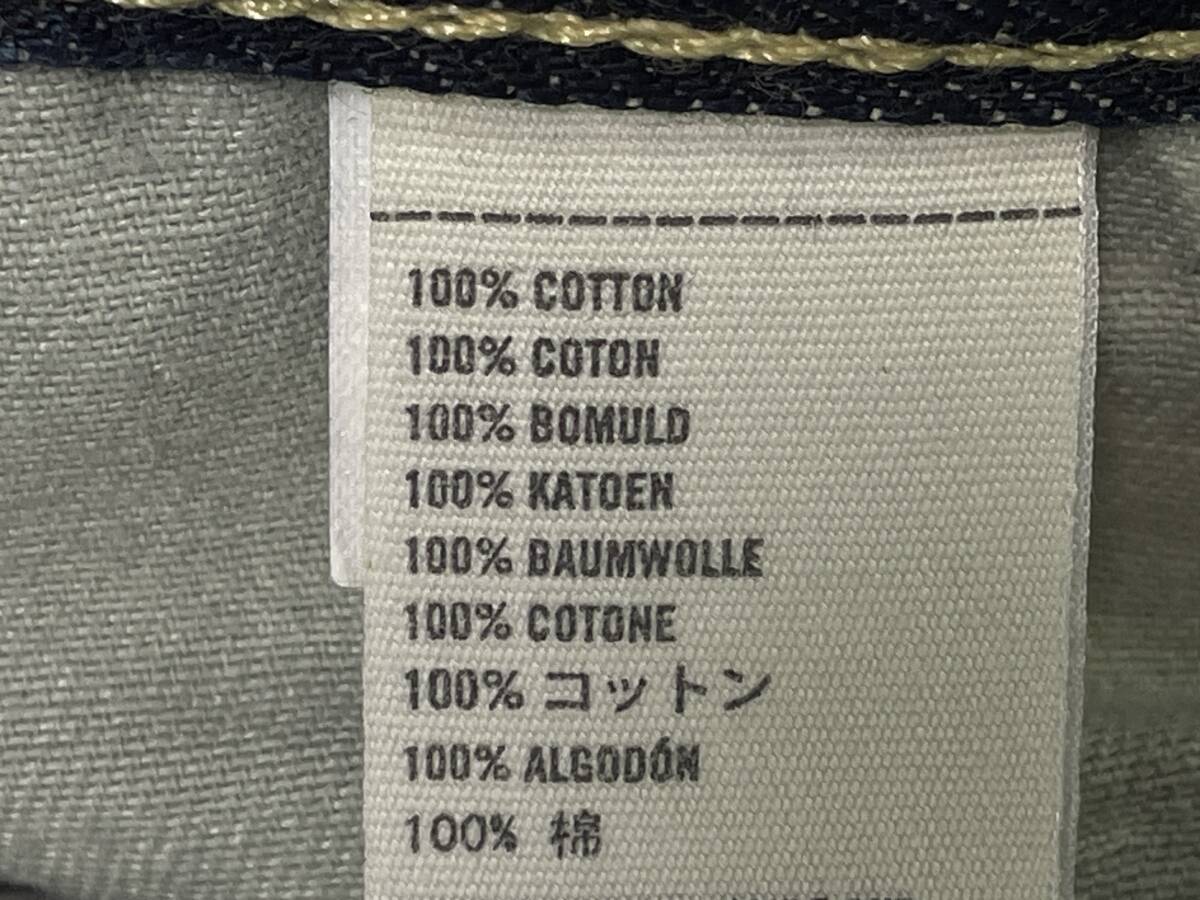 100% COTTON
100% COTON
100% BOMULD
100% KATOEN
100% BAUMWOLLE
100% COTONE
100% コットン
100% ALGODÓN
100% 棉